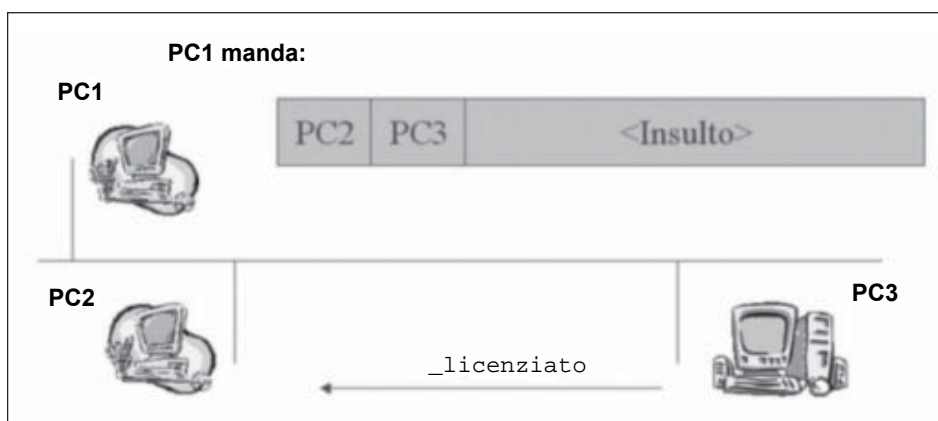 PC1 manda:
PC1
PC2 PC3 <Insulto>
PC2
PC3
_licenziato